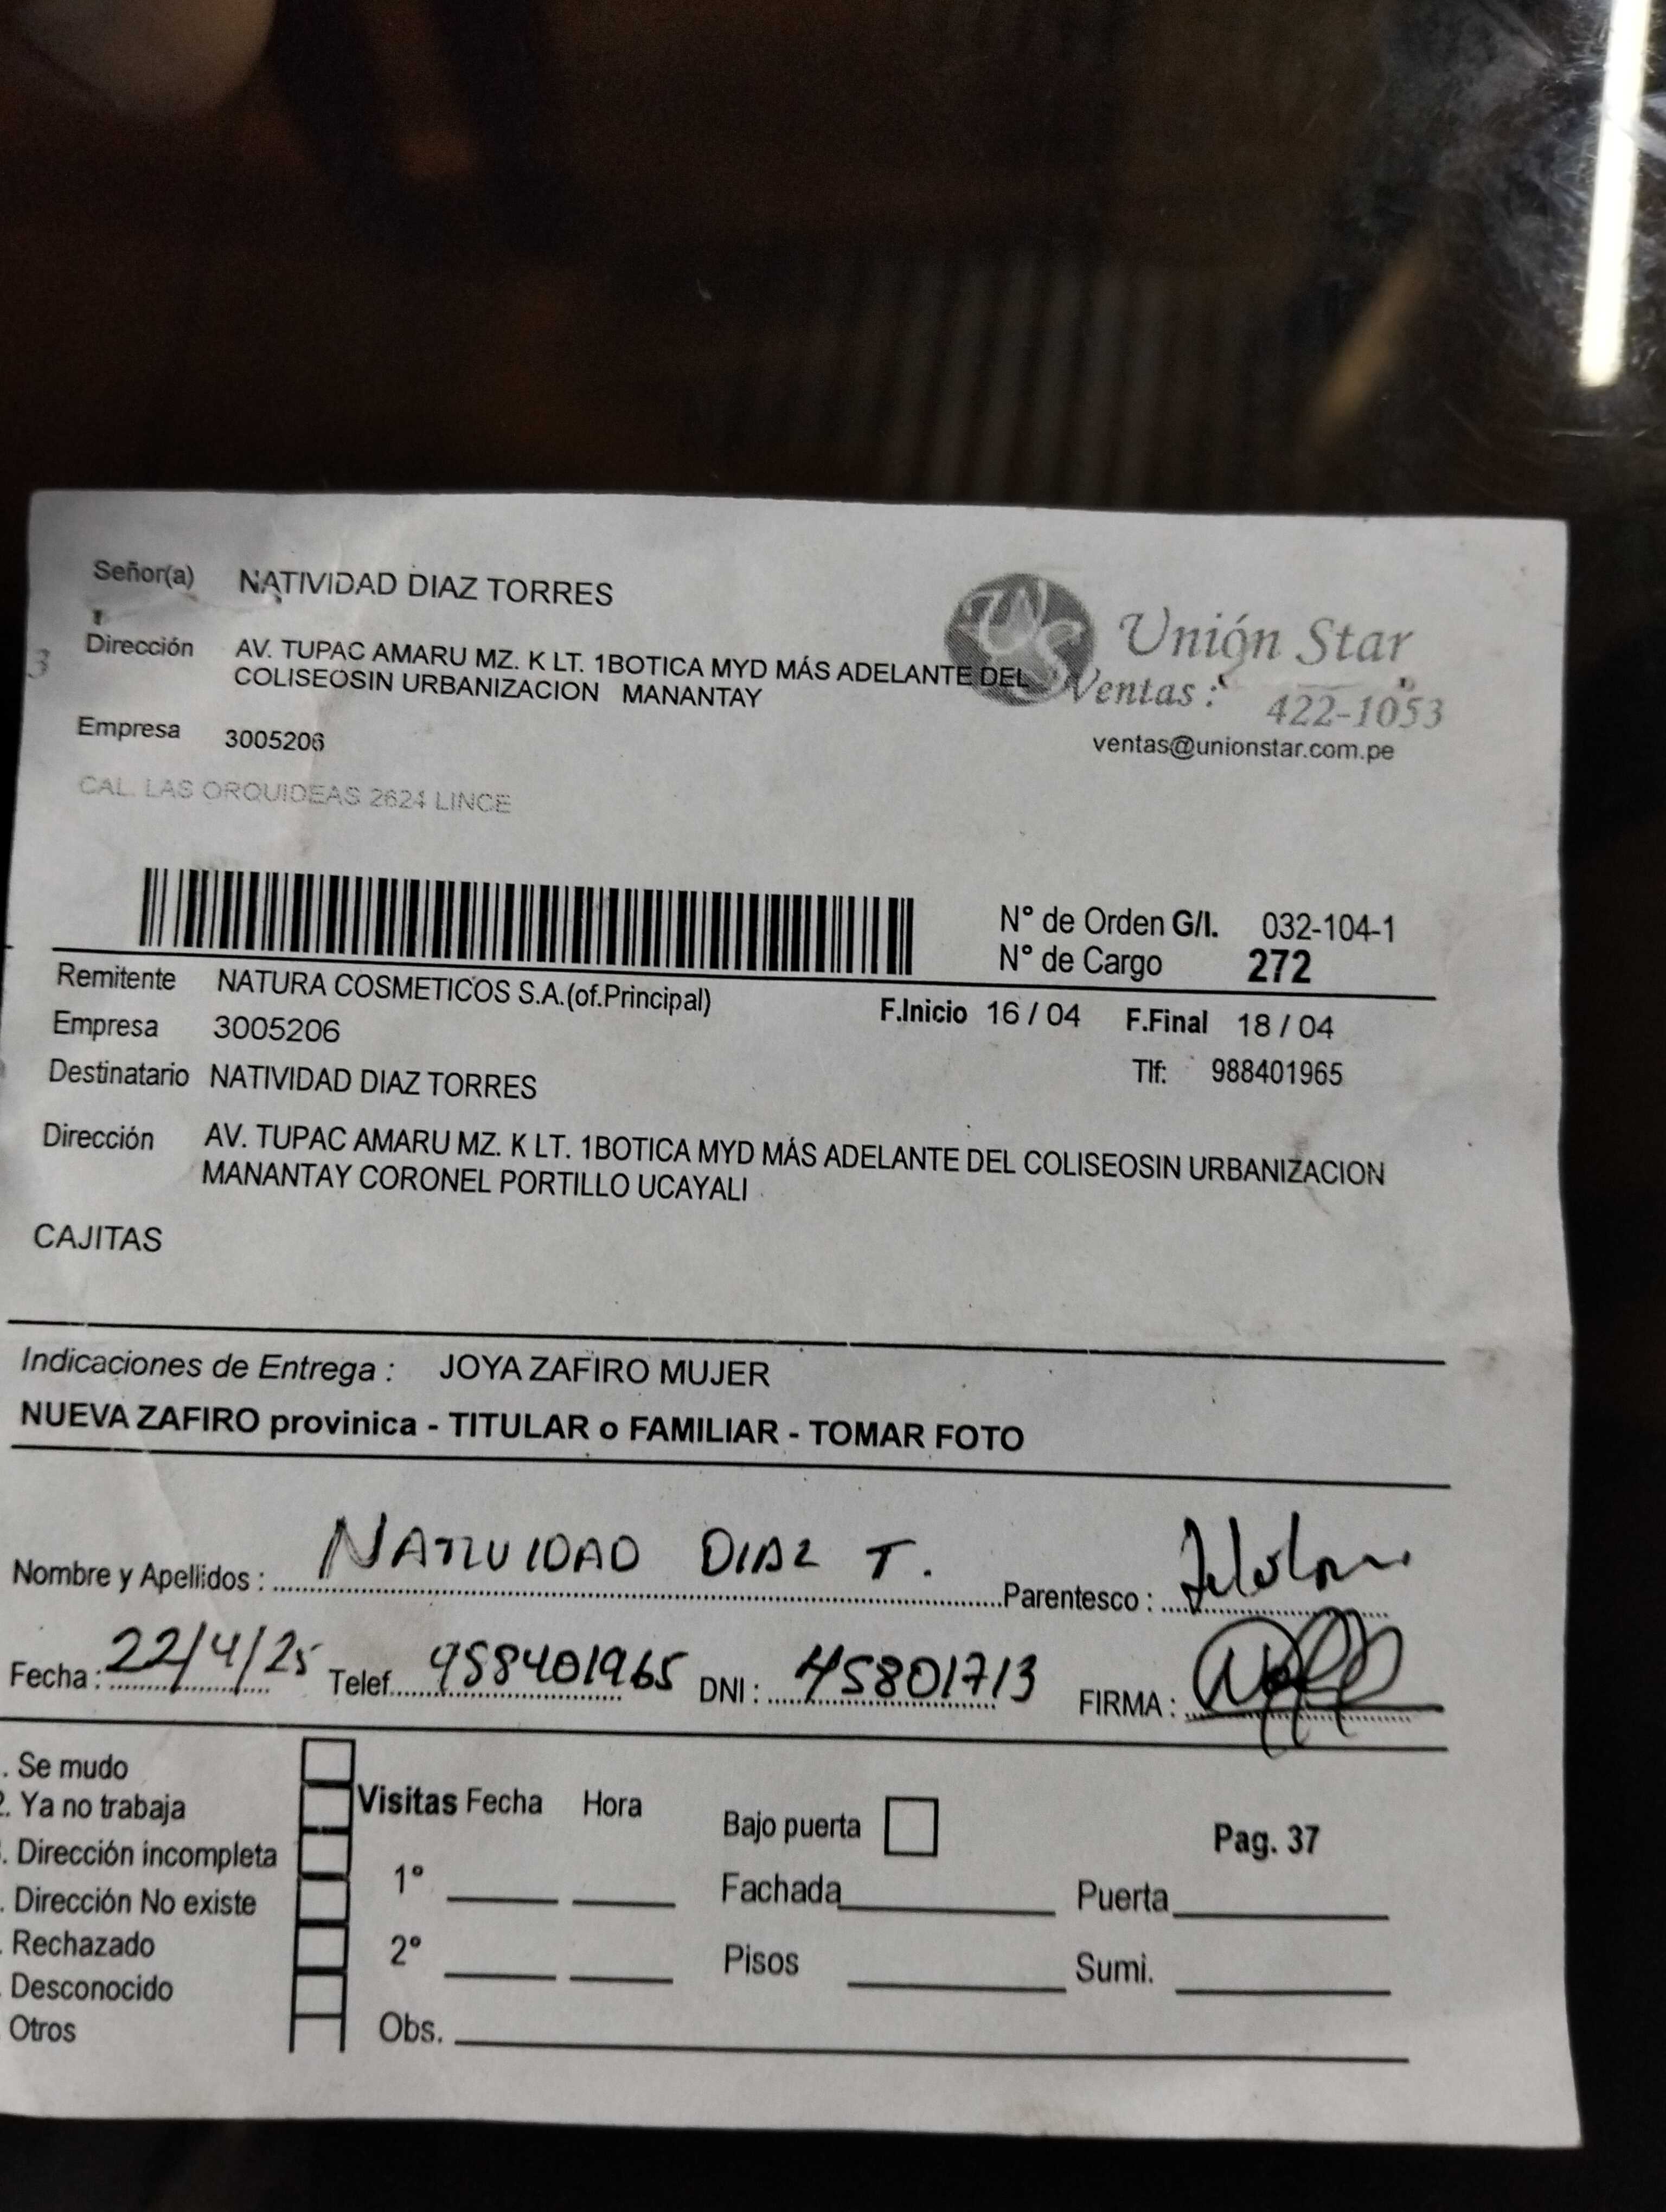 Señor(a) NATIVIDAD DIAZ TORRES
Unión Star
Ventas : 422-1053
ventas@unionstar.com.pe
3
Dirección AV. TUPAC AMARU MZ. K LT. 1BOTICA MYD MÁS ADELANTE DEL
COLISEOSIN URBANIZACION MANANTAY
Empresa 3005206
CAL. LAS ORQUIDEAS 2624 LINCE
N° de Orden G/I. 032-104-1
N° de Cargo 272
Remitente NATURA COSMETICOS S.A.(of.Principal)
F.Inicio 16 / 04 F.Final 18 / 04
Empresa 3005206
Tlf: 988401965
Destinatario NATIVIDAD DIAZ TORRES
Dirección AV. TUPAC AMARU MZ. K LT. 1BOTICA MYD MÁS ADELANTE DEL COLISEOSIN URBANIZACION
MANANTAY CORONEL PORTILLO UCAYALI
CAJITAS
Indicaciones de Entrega : JOYA ZAFIRO MUJER
NUEVA ZAFIRO provinica - TITULAR o FAMILIAR - TOMAR FOTO
Nombre y Apellidos : NATIVIDAD DIAZ T. Parentesco :
Fecha : 22/4/25 Telef. 958401965 DNI : 45801713 FIRMA :
. Se mudo
2. Ya no trabaja
. Dirección incompleta
. Dirección No existe
. Rechazado
. Desconocido
Otros
Visitas Fecha Hora
1°
2°
Obs.
Bajo puerta
Pag. 37
Fachada Puerta
Pisos Sumi.